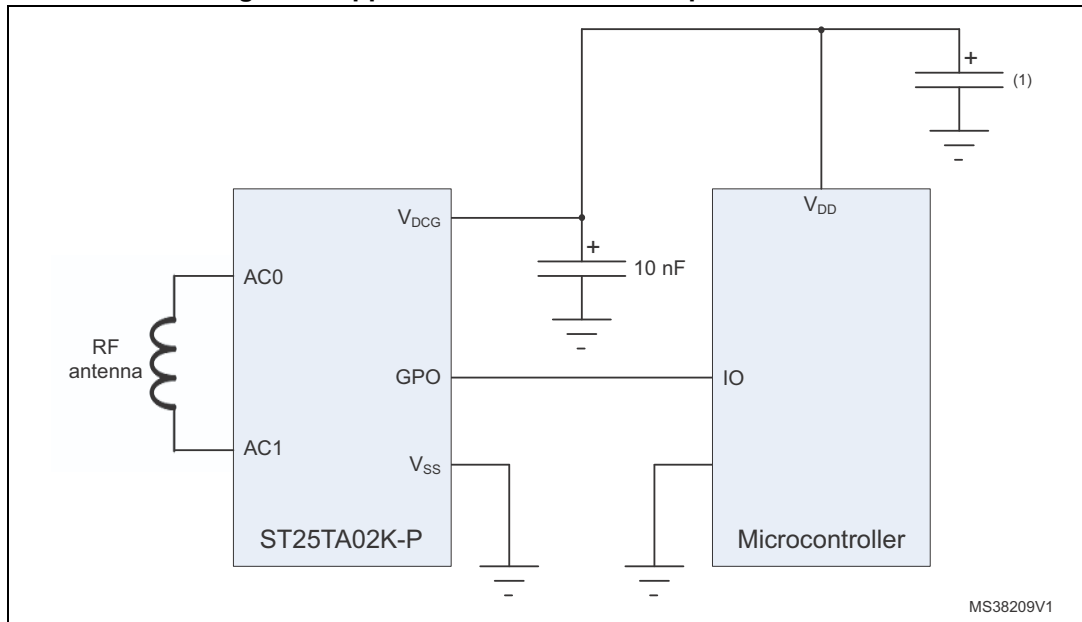 +
(1)
VDD
VDCG
+
10 nF
AC0
RF
antenna
GPO
IO
AC1
VSS
ST25TA02K-P
Microcontroller
MS38209V1